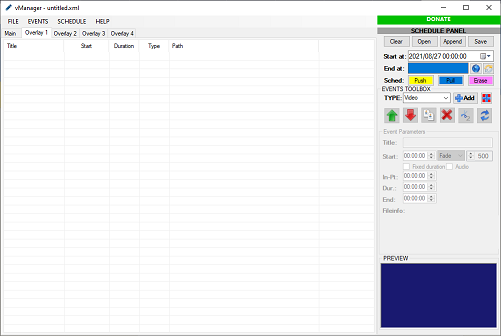 vManager - untitled.xml
FILE EVENTS SCHEDULE HELP
Main Overlay 1 Overlay 2 Overlay 3 Overlay 4
Title Start Duration Type Path
DONATE
SCHEDULE PANEL
Clear Open Append Save
Start at: 2021/08/27 00:00:00
End at:
Sched: Push Pull Erase
EVENTS TOOLBOX
TYPE: Video Add
Event Parameters
Title:
Start: 00:00:00 Fade 500
Fixed duration Audio
In-Pt: 00:00:00
Dur.: 00:00:00
End: 00:00:00
Fileinfo:
PREVIEW